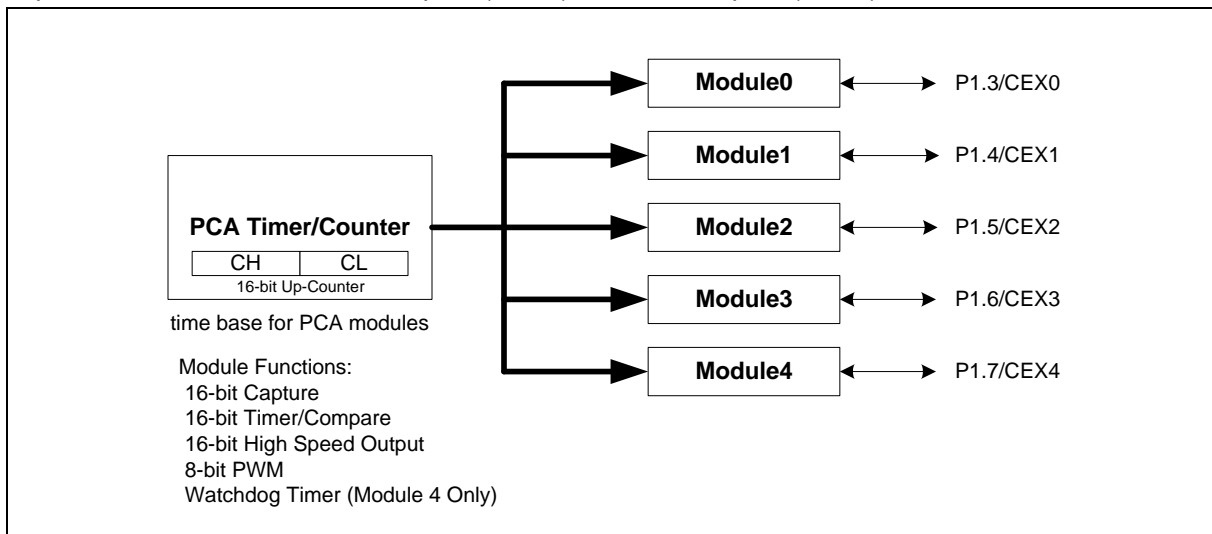 Module0
P1.3/CEX0
Module1
P1.4/CEX1
PCA Timer/Counter
CH CL
16-bit Up-Counter
Module2
P1.5/CEX2
Module3
P1.6/CEX3
time base for PCA modules
Module4
P1.7/CEX4
Module Functions:
16-bit Capture
16-bit Timer/Compare
16-bit High Speed Output
8-bit PWM
Watchdog Timer (Module 4 Only)